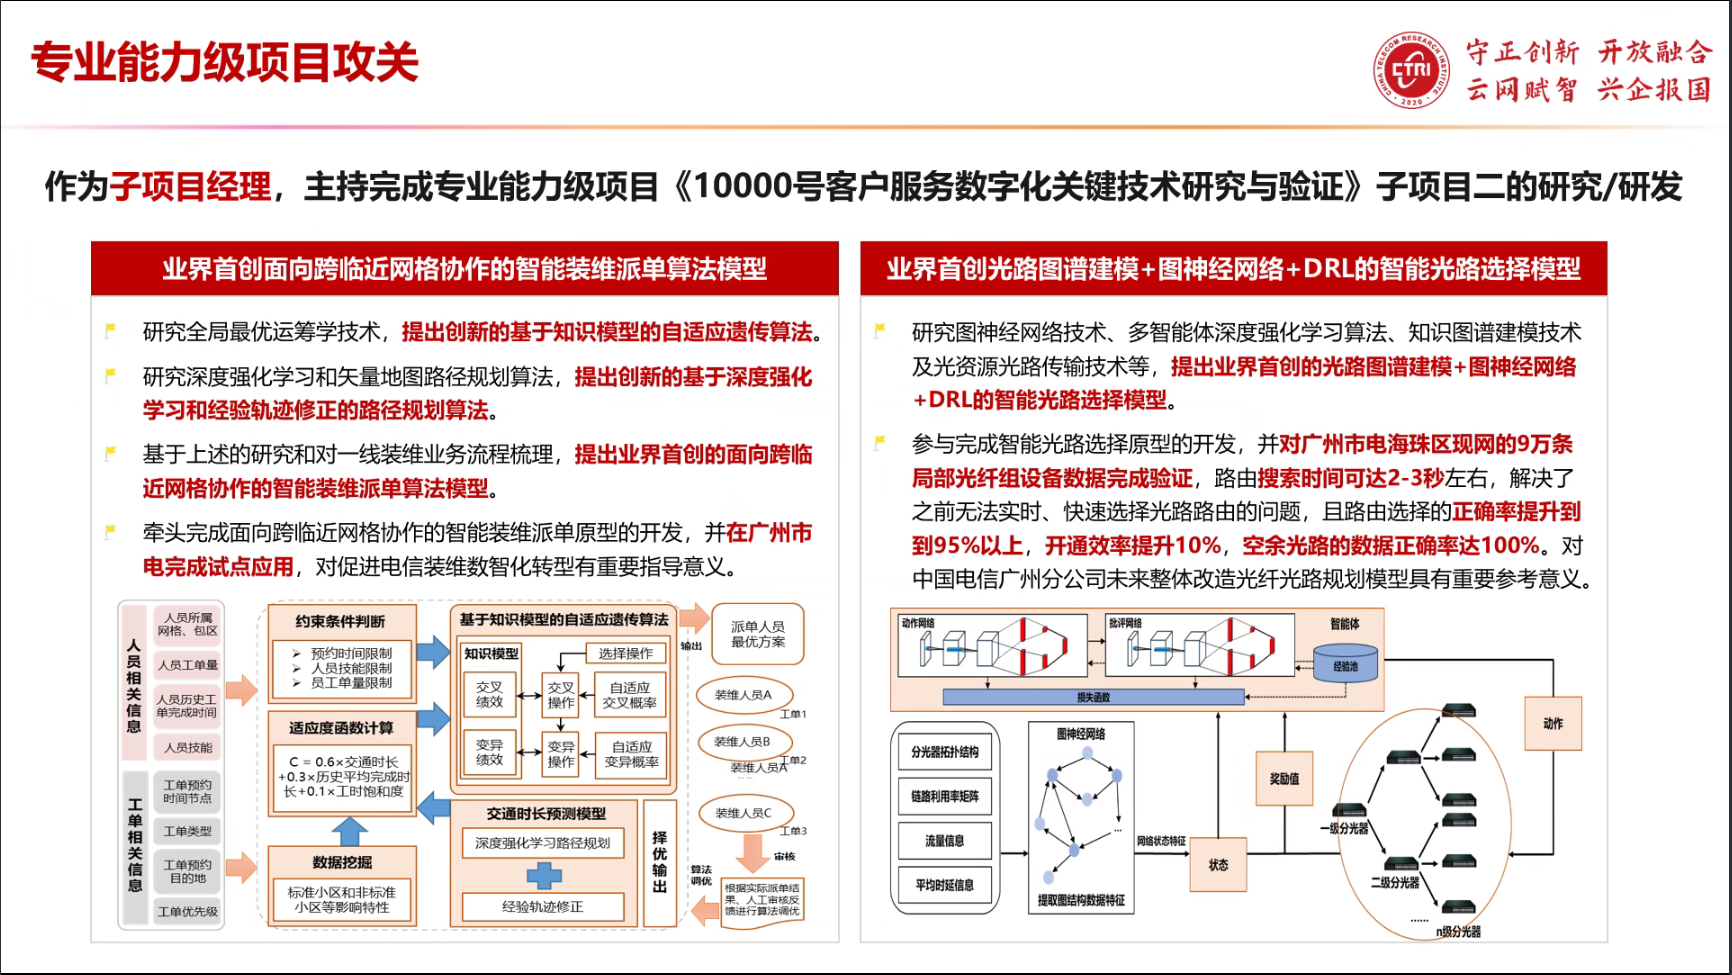 专业能力级项目攻关
CHINA TELECOM RESEARCH INSTITUTE
CTRI
2020
守正创新 开放融合
云网赋智 兴企报国
作为子项目经理，主持完成专业能力级项目《10000号客户服务数字化关键技术研究与验证》子项目二的研究/研发
业界首创面向跨临近网格协作的智能装维派单算法模型
研究全局最优运筹学技术，提出创新的基于知识模型的自适应遗传算法。
研究深度强化学习和矢量地图路径规划算法，提出创新的基于深度强化
学习和经验轨迹修正的路径规划算法。
基于上述的研究和对一线装维业务流程梳理，提出业界首创的面向跨临
近网格协作的智能装维派单算法模型。
牵头完成面向跨临近网格协作的智能装维派单原型的开发，并在广州市
电完成试点应用，对促进电信装维数智化转型有重要指导意义。
人员相关信息
人员所属
网格、包区
人员工单量
人员历史工
单完成时间
人员技能
工单相关信息
工单预约
时间节点
工单类型
工单预约
目的地
工单优先级
约束条件判断
预约时间限制
人员技能限制
员工单量限制
适应度函数计算
C = 0.6×交通时长
+0.3×历史平均完成时
长+0.1×工时饱和度
数据挖掘
标准小区和非标准
小区等影响特性
基于知识模型的自适应遗传算法
知识模型
选择操作
交叉
绩效
交叉
操作
自适应
交叉概率
变异
绩效
变异
操作
自适应
变异概率
交通时长预测模型
深度强化学习路径规划
经验轨迹修正
择优输出
输出
派单人员
最优方案
装维人员A
工单1
装维人员B
工单2
装维人员A
... ...
装维人员C
工单3
审核
算法
调优
根据实际派单结
果、人工审核反
馈进行算法调优
业界首创光路图谱建模+图神经网络+DRL的智能光路选择模型
研究图神经网络技术、多智能体深度强化学习算法、知识图谱建模技术
及光资源光路传输技术等，提出业界首创的光路图谱建模+图神经网络
+DRL的智能光路选择模型。
参与完成智能光路选择原型的开发，并对广州市电海珠区现网的9万条
局部光纤组设备数据完成验证，路由搜索时间可达2-3秒左右，解决了
之前无法实时、快速选择光路路由的问题，且路由选择的正确率提升到
到95%以上，开通效率提升10%，空余光路的数据正确率达100%。对
中国电信广州分公司未来整体改造光纤光路规划模型具有重要参考意义。
动作网络
批评网络
智能体
经验池
损失函数
分光器拓扑结构
链路利用率矩阵
流量信息
平均时延信息
图神经网络
...
提取图结构数据特征
网络状态特征
状态
奖励值
动作
一级分光器
二级分光器
......
n级分光器